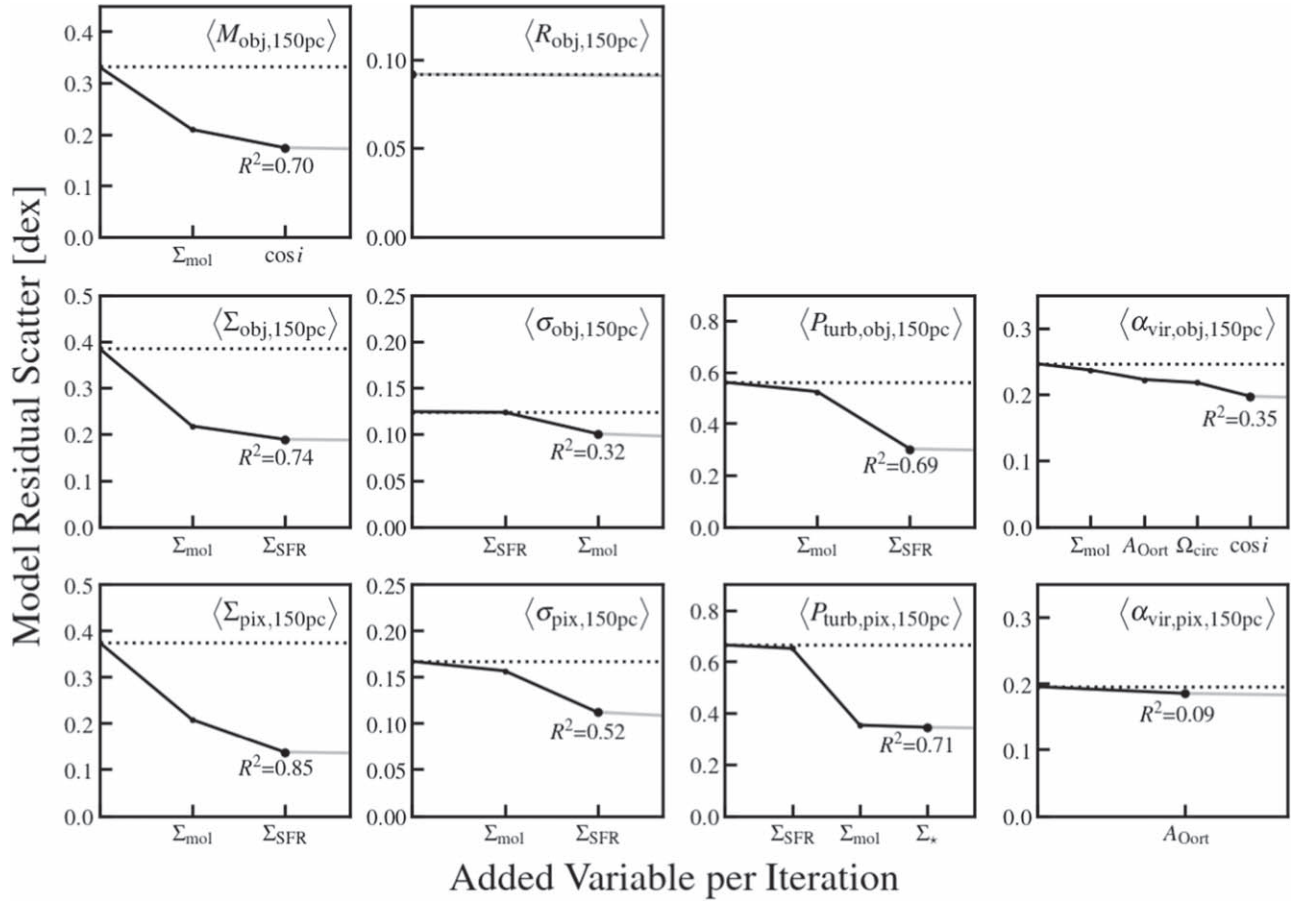 Model Residual Scatter [dex]
⟨M_obj,150pc⟩
0.4
0.3
0.2
0.1
0.0
R²=0.70
Σ_mol cos i
⟨R_obj,150pc⟩
0.10
0.05
0.00
⟨Σ_obj,150pc⟩
0.5
0.4
0.3
0.2
0.1
0.0
R²=0.74
Σ_mol Σ_SFR
⟨σ_obj,150pc⟩
0.25
0.20
0.15
0.10
0.05
0.00
R²=0.32
Σ_SFR Σ_mol
⟨P_turb,obj,150pc⟩
0.8
0.6
0.4
0.2
0.0
R²=0.69
Σ_mol Σ_SFR
⟨α_vir,obj,150pc⟩
0.3
0.2
0.1
0.0
R²=0.35
Σ_mol A_Oort Ω_circ cos i
⟨Σ_pix,150pc⟩
0.5
0.4
0.3
0.2
0.1
0.0
R²=0.85
Σ_mol Σ_SFR
⟨σ_pix,150pc⟩
0.25
0.20
0.15
0.10
0.05
0.00
R²=0.52
Σ_mol Σ_SFR
⟨P_turb,pix,150pc⟩
0.8
0.6
0.4
0.2
0.0
R²=0.71
Σ_SFR Σ_mol Σ_⋆
⟨α_vir,pix,150pc⟩
0.3
0.2
0.1
0.0
R²=0.09
A_Oort
Added Variable per Iteration